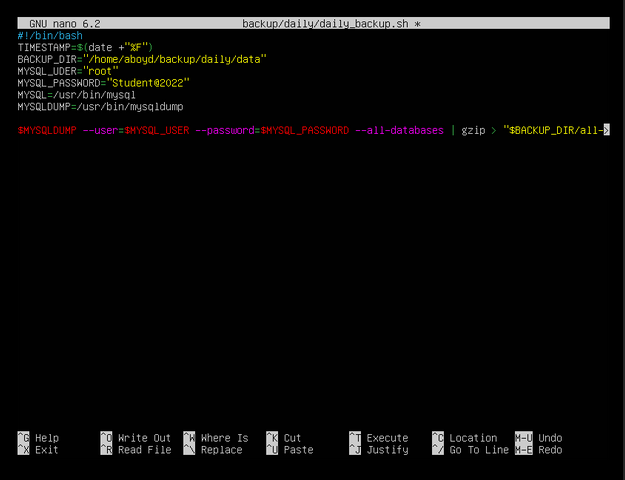 GNU nano 6.2 backup/daily/daily_backup.sh *
#!/bin/bash
TIMESTAMP=$(date +"%F")
BACKUP_DIR="/home/aboyd/backup/daily/data"
MYSQL_UDER="root"
MYSQL_PASSWORD="Student@2022"
MYSQL=/usr/bin/mysql
MYSQLDUMP=/usr/bin/mysqldump
$MYSQLDUMP --user=$MYSQL_USER --password=$MYSQL_PASSWORD --all-databases | gzip > "$BACKUP_DIR/all->
^G Help ^O Write Out ^W Where Is ^K Cut ^T Execute ^C Location M-U Undo
^X Exit ^R Read File ^\ Replace ^U Paste ^J Justify ^/ Go To Line M-E Redo